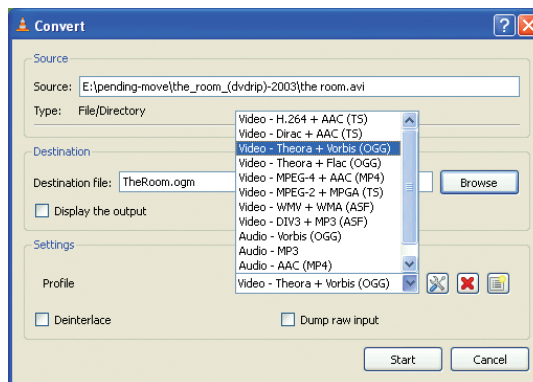 Convert
Source
Source: E:\pending-move\the_room_(dvdrip)-2003\the room.avi
Type: File/Directory
Video - H.264 + AAC (TS)
Video - Dirac + AAC (TS)
Video - Theora + Vorbis (OGG)
Video - Theora + Flac (OGG)
Video - MPEG-4 + AAC (MP4)
Video - MPEG-2 + MPGA (TS)
Video - WMV + WMA (ASF)
Video - DIV3 + MP3 (ASF)
Audio - Vorbis (OGG)
Audio - MP3
Audio - AAC (MP4)
Destination
Destination file: TheRoom.ogm
Browse
Display the output
Settings
Profile
Video - Theora + Vorbis (OGG)
Deinterlace
Dump raw input
Start
Cancel